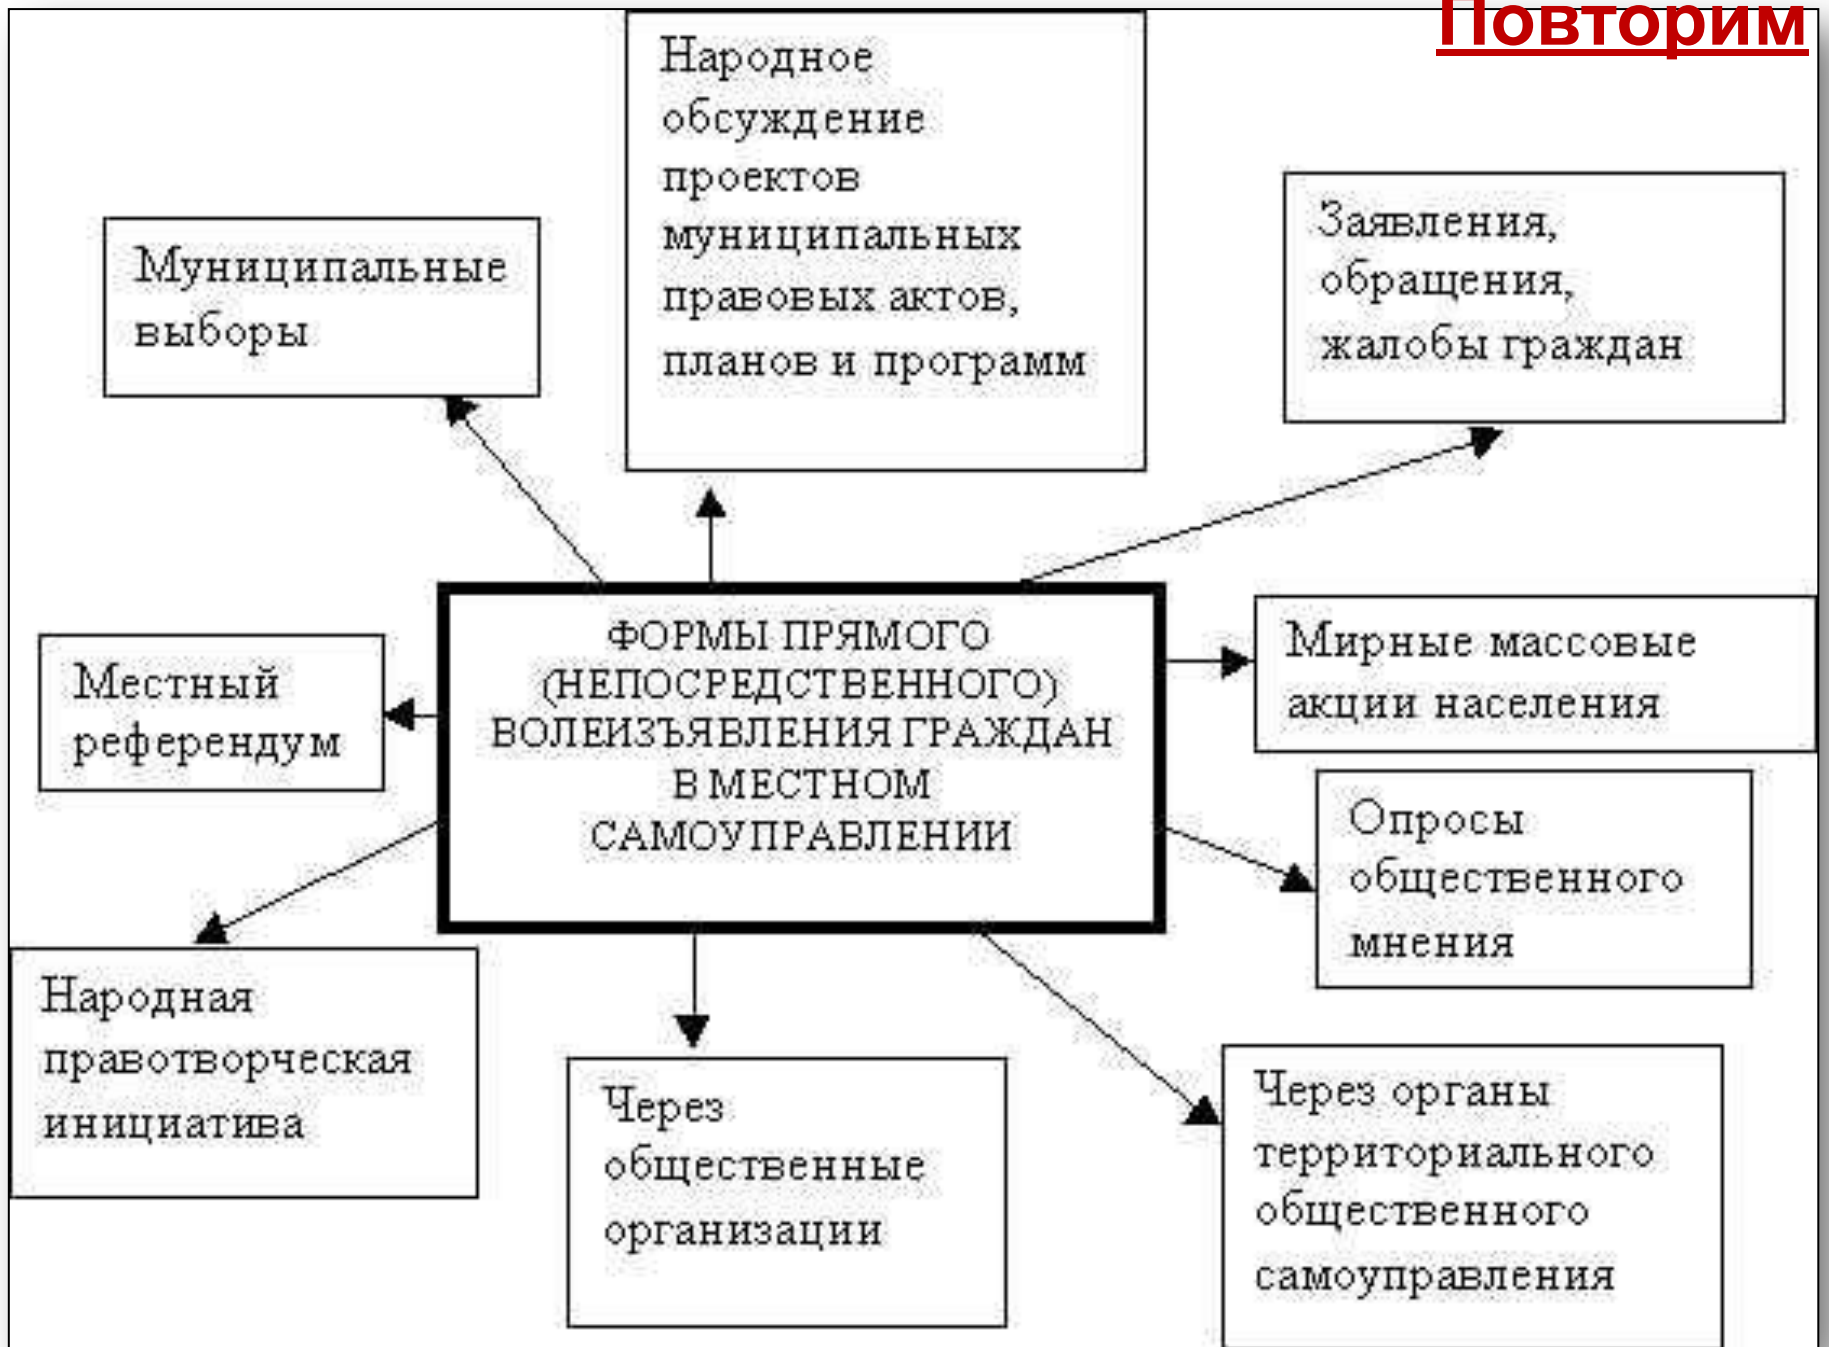 Повторим
Народное
обсуждение
проектов
муниципальных
правовых актов,
планов и программ
Муниципальные
выборы
Заявления,
обращения,
жалобы граждан
ФОРМЫ ПРЯМОГО
(НЕПОСРЕДСТВЕННОГО)
ВОЛЕИЗЪЯВЛЕНИЯ ГРАЖДАН
В МЕСТНОМ
САМОУПРАВЛЕНИИ
Местный
референдум
Мирные массовые
акции населения
Опросы
общественного
мнения
Народная
правотворческая
инициатива
Через
общественные
организации
Через органы
территориального
общественного
самоуправления